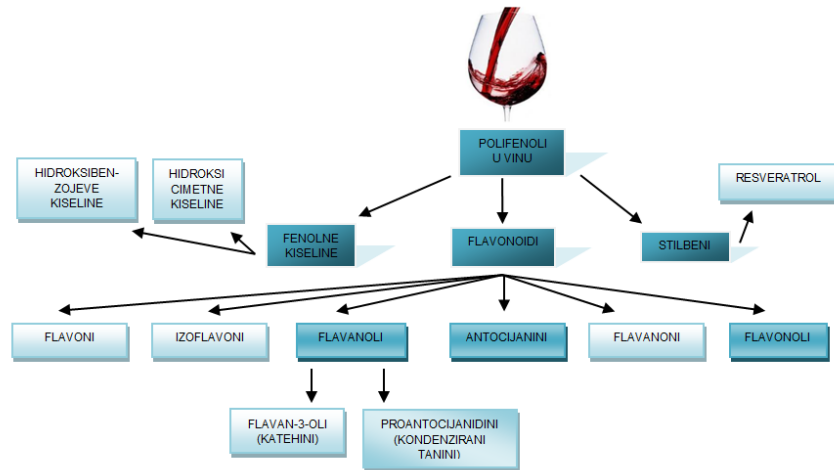 POLIFENOLI
U VINU
HIDROKSIBEN-
ZOJEVE
KISELINE
HIDROKSI
CIMETNE
KISELINE
RESVERATROL
FENOLNE
KISELINE
FLAVONOIDI
STILBENI
FLAVONI
IZOFLAVONI
FLAVANOLI
ANTOCIJANINI
FLAVANONI
FLAVONOLI
FLAVAN-3-OLI
(KATEHINI)
PROANTOCIJANIDINI
(KONDENZIRANI
TANINI)